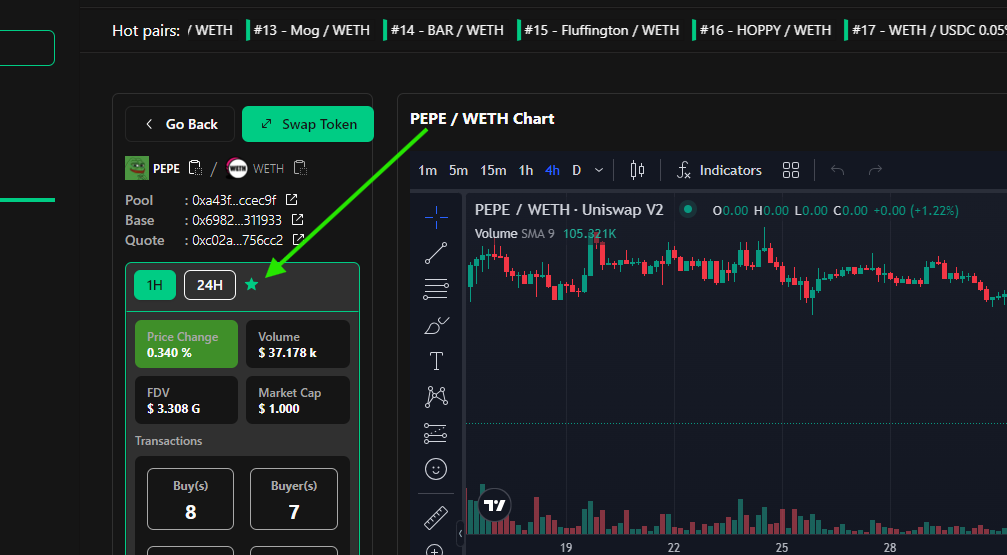 Hot pairs: / WETH #13 - Mog / WETH #14 - BAR / WETH #15 - Fluffington / WETH #16 - HOPPY / WETH #17 - WETH / USDC 0.05%
Go Back Swap Token
PEPE / WETH
Pool : 0xa43f...ccec9f
Base : 0x6982...311933
Quote : 0xc02a...756cc2
1H 24H
Price Change
0.340 %
Volume
$ 37.178 k
FDV
$ 3.308 G
Market Cap
$ 1.000
Transactions
Buy(s)
8
Buyer(s)
7
PEPE / WETH Chart
1m 5m 15m 1h 4h D Indicators
PEPE / WETH · Uniswap V2 O0.00 H0.00 L0.00 C0.00 +0.00 (+1.22%)
Volume SMA 9 105.321K
19 22 25 28